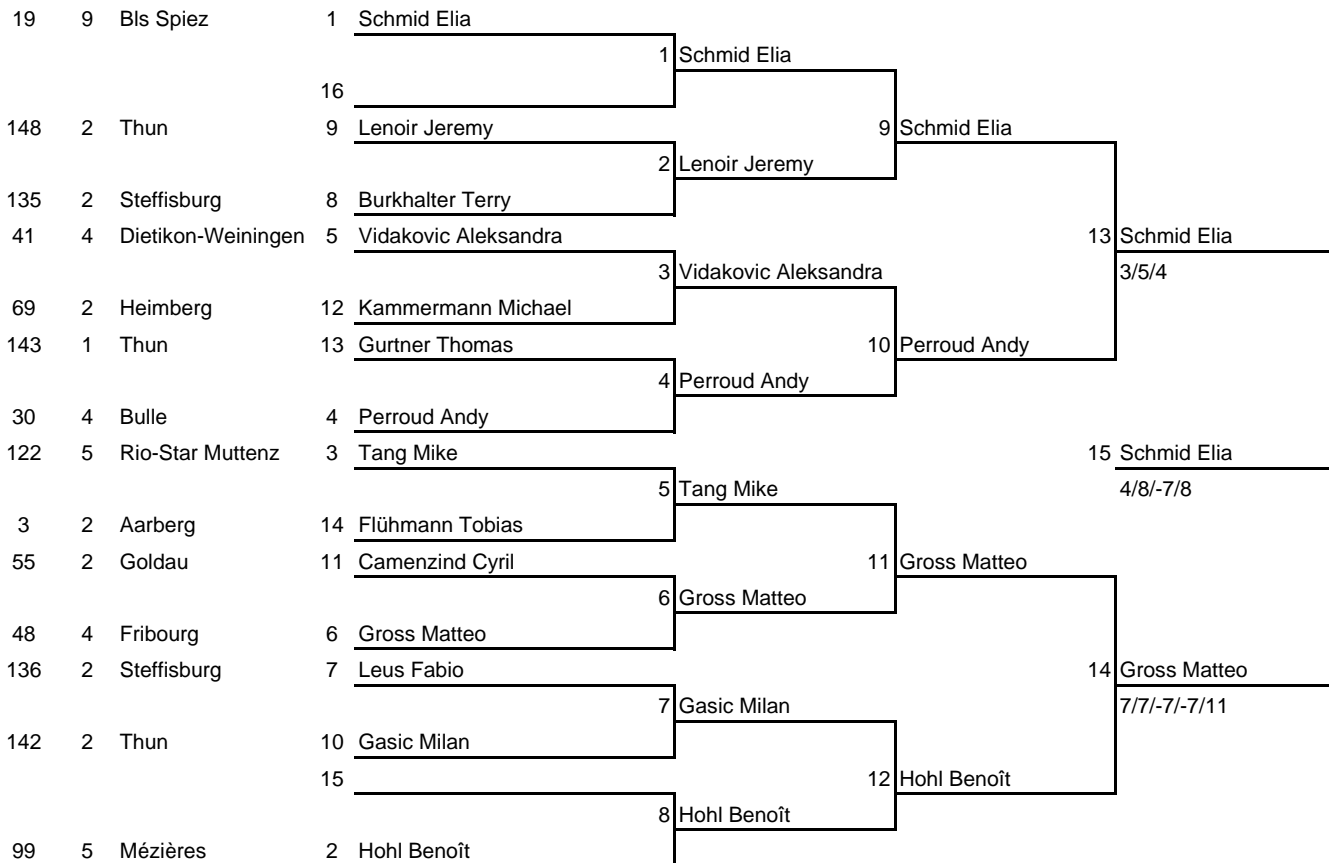 19 9 Bls Spiez 1 Schmid Elia
1 Schmid Elia
16
148 2 Thun 9 Lenoir Jeremy 9 Schmid Elia
2 Lenoir Jeremy
135 2 Steffisburg 8 Burkhalter Terry
41 4 Dietikon-Weiningen 5 Vidakovic Aleksandra 13 Schmid Elia
3 Vidakovic Aleksandra 3/5/4
69 2 Heimberg 12 Kammermann Michael
143 1 Thun 13 Gurtner Thomas 10 Perroud Andy
4 Perroud Andy
30 4 Bulle 4 Perroud Andy
122 5 Rio-Star Muttenz 3 Tang Mike 15 Schmid Elia
5 Tang Mike 4/8/-7/8
3 2 Aarberg 14 Flühmann Tobias
55 2 Goldau 11 Camenzind Cyril 11 Gross Matteo
6 Gross Matteo
48 4 Fribourg 6 Gross Matteo
136 2 Steffisburg 7 Leus Fabio 14 Gross Matteo
7 Gasic Milan 7/7/-7/-7/11
142 2 Thun 10 Gasic Milan
15 12 Hohl Benoît
8 Hohl Benoît
99 5 Mézières 2 Hohl Benoît